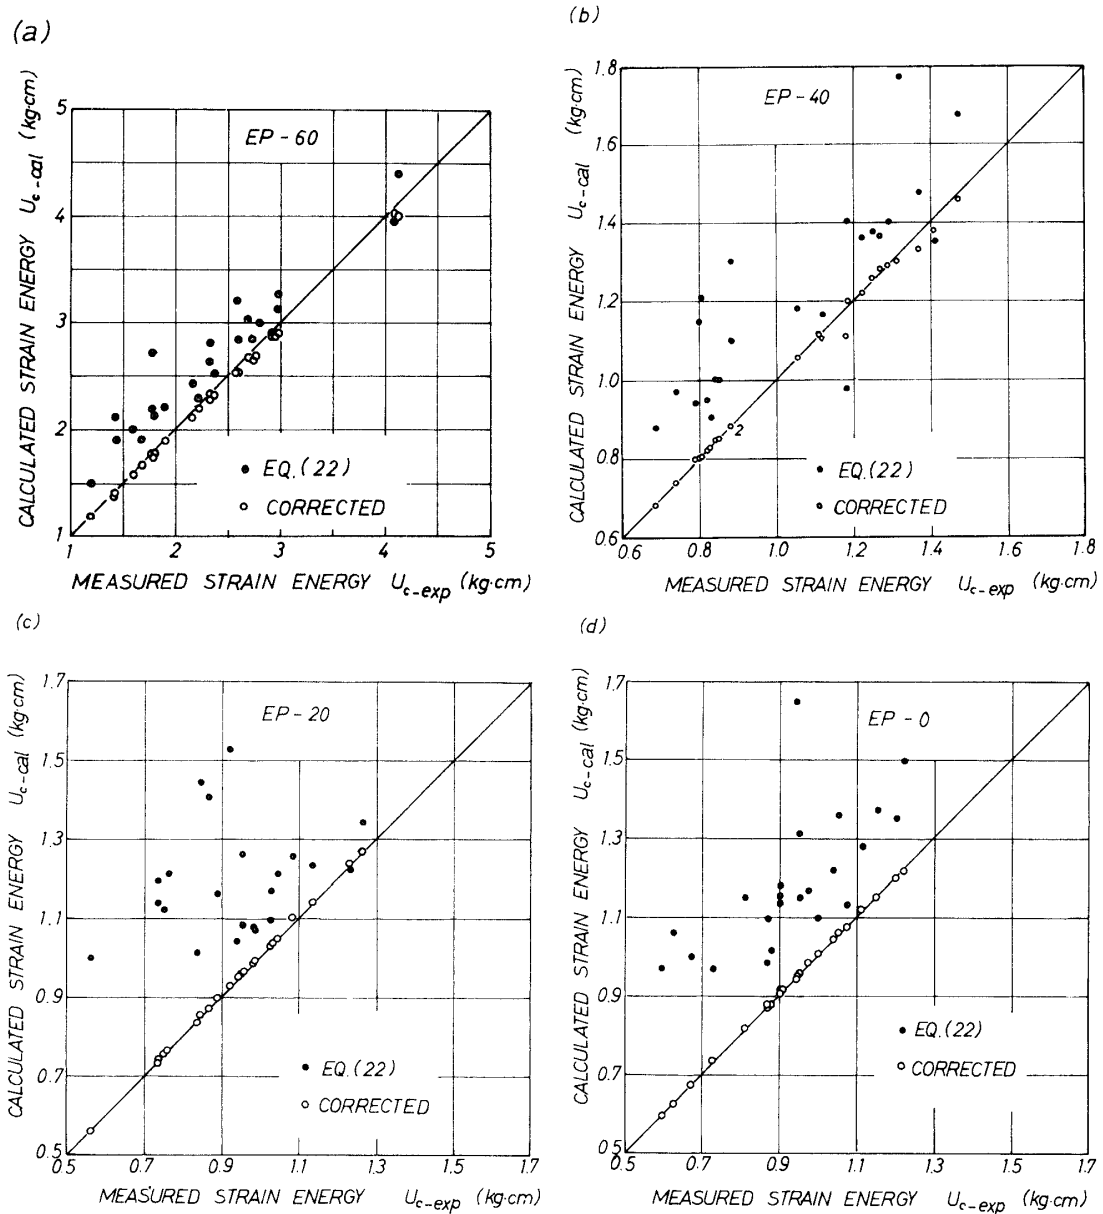 (a)
CALCULATED STRAIN ENERGY U_c-cal (kg·cm)
5
4
3
2
1
EP-60
EQ.(22)
CORRECTED
1 2 3 4 5
MEASURED STRAIN ENERGY U_c-exp (kg·cm)
(b)
CALCULATED STRAIN ENERGY U_c-cal (kg·cm)
1.8
1.6
1.4
1.2
1.0
0.8
0.6
EP-40
2
EQ.(22)
CORRECTED
0.6 0.8 1.0 1.2 1.4 1.6 1.8
MEASURED STRAIN ENERGY U_c-exp (kg·cm)
(c)
CALCULATED STRAIN ENERGY U_c-cal (kg·cm)
1.7
1.5
1.3
1.1
0.9
0.7
0.5
EP-20
EQ.(22)
CORRECTED
0.5 0.7 0.9 1.1 1.3 1.5 1.7
MEASURED STRAIN ENERGY U_c-exp (kg·cm)
(d)
CALCULATED STRAIN ENERGY U_c-cal (kg·cm)
1.7
1.5
1.3
1.1
0.9
0.7
0.5
EP-0
EQ.(22)
CORRECTED
0.5 0.7 0.9 1.1 1.3 1.5 1.7
MEASURED STRAIN ENERGY U_c-exp (kg·cm)